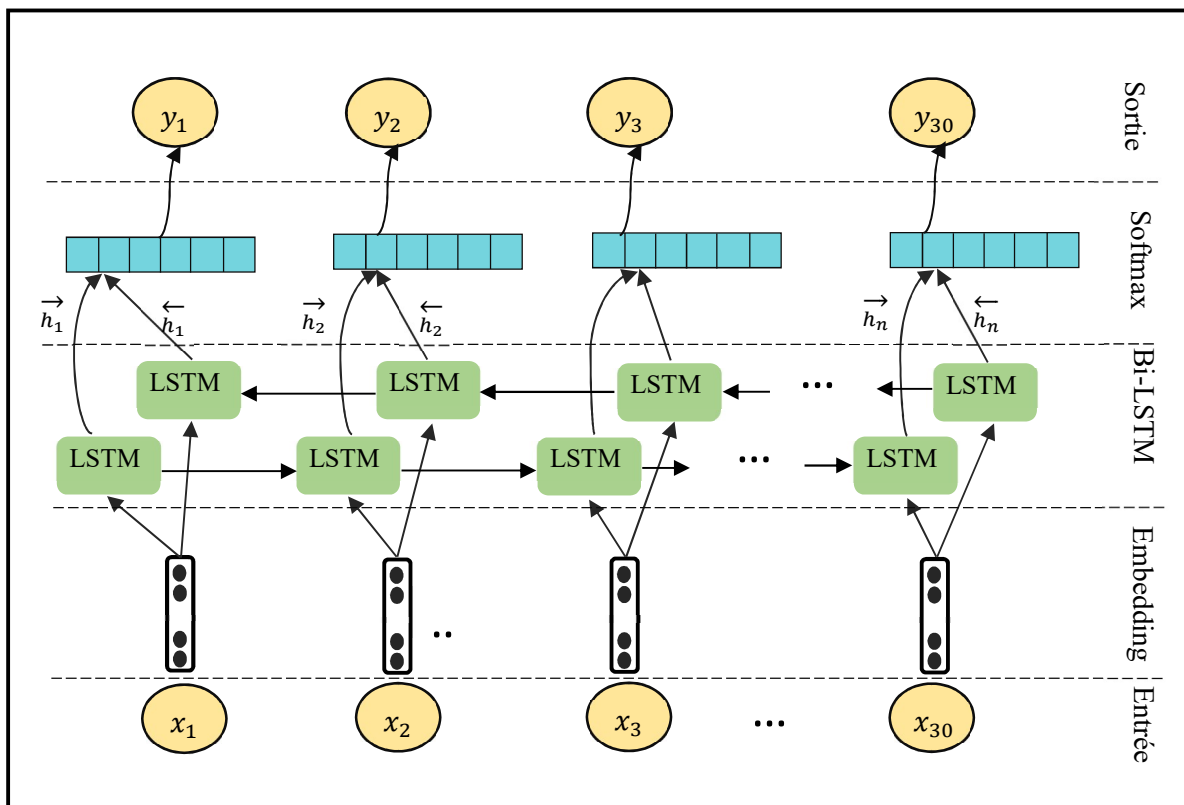 y₁ y₂ y₃ y₃₀
Sortie
Softmax
→ ← → ← → ←
h₁ h₁ h₂ h₂ hₙ hₙ
Bi-LSTM
LSTM LSTM LSTM ... LSTM
LSTM LSTM LSTM ... LSTM
Embedding
..
x₁ x₂ x₃ ... x₃₀
Entrée